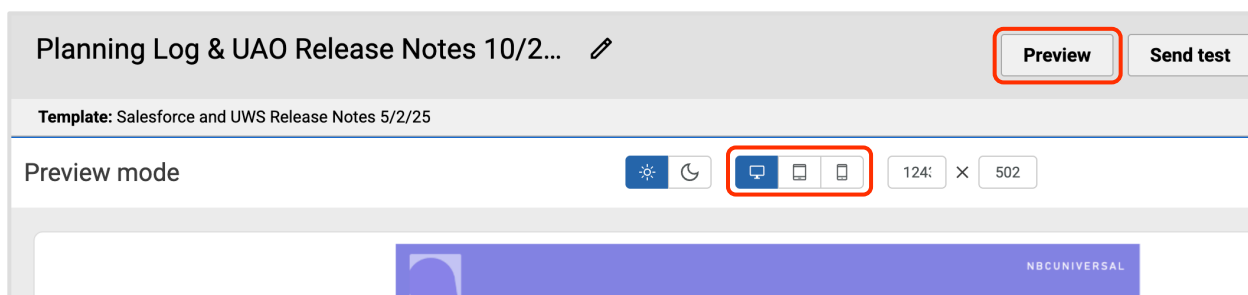 Planning Log & UAO Release Notes 10/2...
Preview
Send test
Template: Salesforce and UWS Release Notes 5/2/25
Preview mode
502
NBCUNIVERSAL